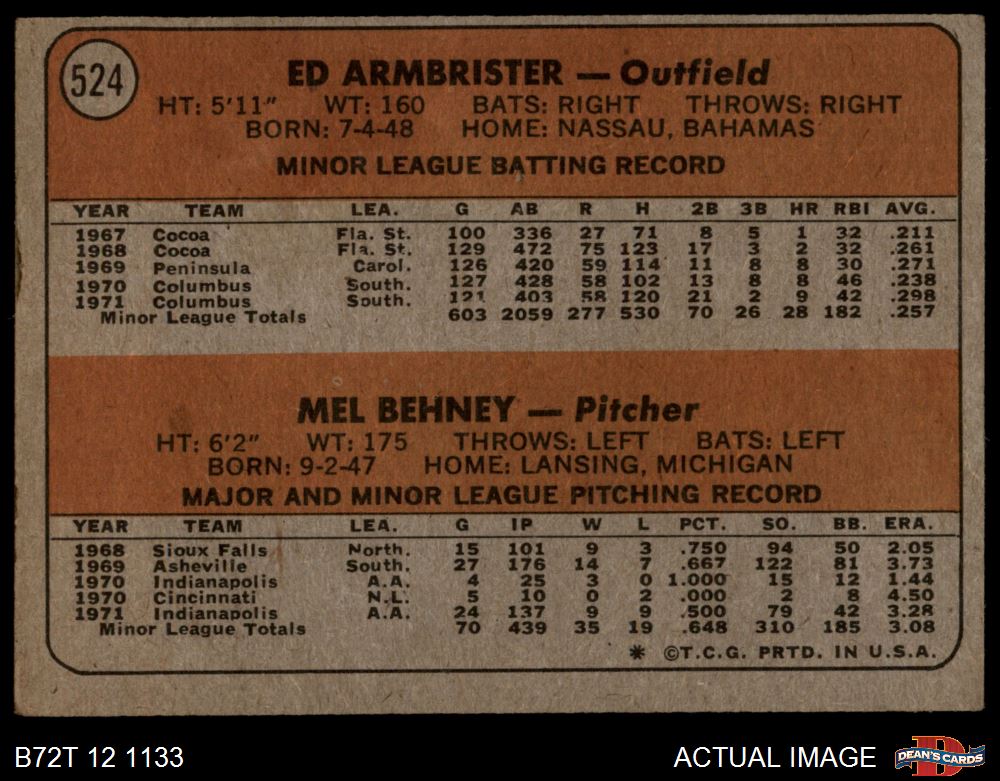 524
ED ARMBRISTER — Outfield
HT: 5'11" WT: 160 BATS: RIGHT THROWS: RIGHT
BORN: 7-4-48 HOME: NASSAU, BAHAMAS
MINOR LEAGUE BATTING RECORD
YEAR TEAM LEA. G AB R H 2B 3B HR RBI AVG.
1967 Cocoa Fla. St. 100 336 27 71 8 5 1 32 .211
1968 Cocoa Fla. St. 129 472 75 123 17 3 2 32 .261
1969 Peninsula Carol. 126 420 59 114 11 8 8 30 .271
1970 Columbus South. 127 428 58 102 13 8 8 46 .238
1971 Columbus South. 121 403 58 120 21 2 9 42 .298
Minor League Totals 603 2059 277 530 70 26 28 182 .257
MEL BEHNEY — Pitcher
HT: 6'2" WT: 175 THROWS: LEFT BATS: LEFT
BORN: 9-2-47 HOME: LANSING, MICHIGAN
MAJOR AND MINOR LEAGUE PITCHING RECORD
YEAR TEAM LEA. G IP W L PCT. SO. BB. ERA.
1968 Sioux Falls North. 15 101 9 3 .750 94 50 2.05
1969 Asheville South. 27 176 14 7 .667 122 81 3.73
1970 Indianapolis A.A. 4 25 3 0 1.000 15 12 1.44
1970 Cincinnati N.L. 5 10 0 2 .000 2 8 4.50
1971 Indianapolis A.A. 24 137 9 9 .500 79 42 3.28
Minor League Totals 70 439 35 19 .648 310 185 3.08
* ©T.C.G. PRTD. IN U.S.A.
B72T 12 1133 ACTUAL IMAGE DEAN'S CARDS